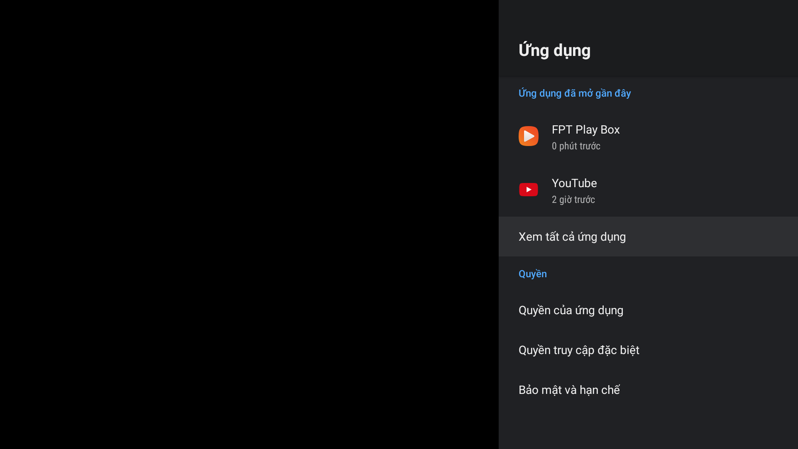 Ứng dụng
Ứng dụng đã mở gần đây
FPT Play Box
0 phút trước
YouTube
2 giờ trước
Xem tất cả ứng dụng
Quyền
Quyền của ứng dụng
Quyền truy cập đặc biệt
Bảo mật và hạn chế